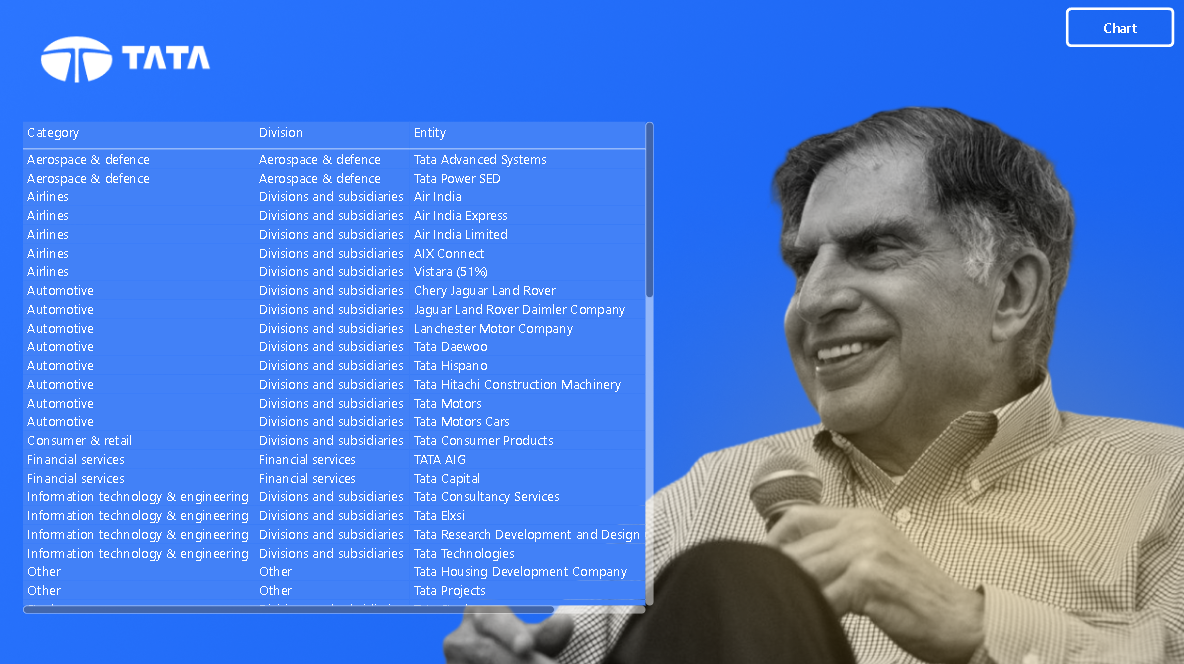 Chart
TATA
Category Division Entity
Aerospace & defence Aerospace & defence Tata Advanced Systems
Aerospace & defence Aerospace & defence Tata Power SED
Airlines Divisions and subsidiaries Air India
Airlines Divisions and subsidiaries Air India Express
Airlines Divisions and subsidiaries Air India Limited
Airlines Divisions and subsidiaries AIX Connect
Airlines Divisions and subsidiaries Vistara (51%)
Automotive Divisions and subsidiaries Chery Jaguar Land Rover
Automotive Divisions and subsidiaries Jaguar Land Rover Daimler Company
Automotive Divisions and subsidiaries Lanchester Motor Company
Automotive Divisions and subsidiaries Tata Daewoo
Automotive Divisions and subsidiaries Tata Hispano
Automotive Divisions and subsidiaries Tata Hitachi Construction Machinery
Automotive Divisions and subsidiaries Tata Motors
Automotive Divisions and subsidiaries Tata Motors Cars
Consumer & retail Divisions and subsidiaries Tata Consumer Products
Financial services Financial services TATA AIG
Financial services Financial services Tata Capital
Information technology & engineering Divisions and subsidiaries Tata Consultancy Services
Information technology & engineering Divisions and subsidiaries Tata Elxsi
Information technology & engineering Divisions and subsidiaries Tata Research Development and Design
Information technology & engineering Divisions and subsidiaries Tata Technologies
Other Other Tata Housing Development Company
Other Other Tata Projects